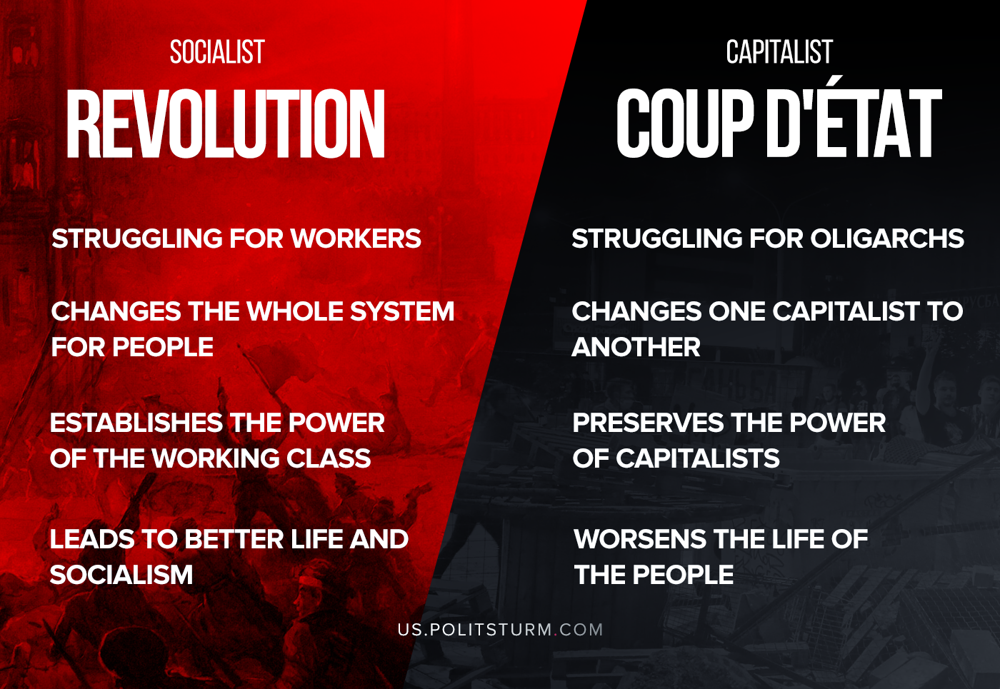 SOCIALIST
REVOLUTION
STRUGGLING FOR WORKERS
CHANGES THE WHOLE SYSTEM
FOR PEOPLE
ESTABLISHES THE POWER
OF THE WORKING CLASS
LEADS TO BETTER LIFE AND
SOCIALISM
CAPITALIST
COUP D'ÉTAT
STRUGGLING FOR OLIGARCHS
CHANGES ONE CAPITALIST TO
ANOTHER
PRESERVES THE POWER
OF CAPITALISTS
WORSENS THE LIFE OF
THE PEOPLE
US.POLITSTURM.COM